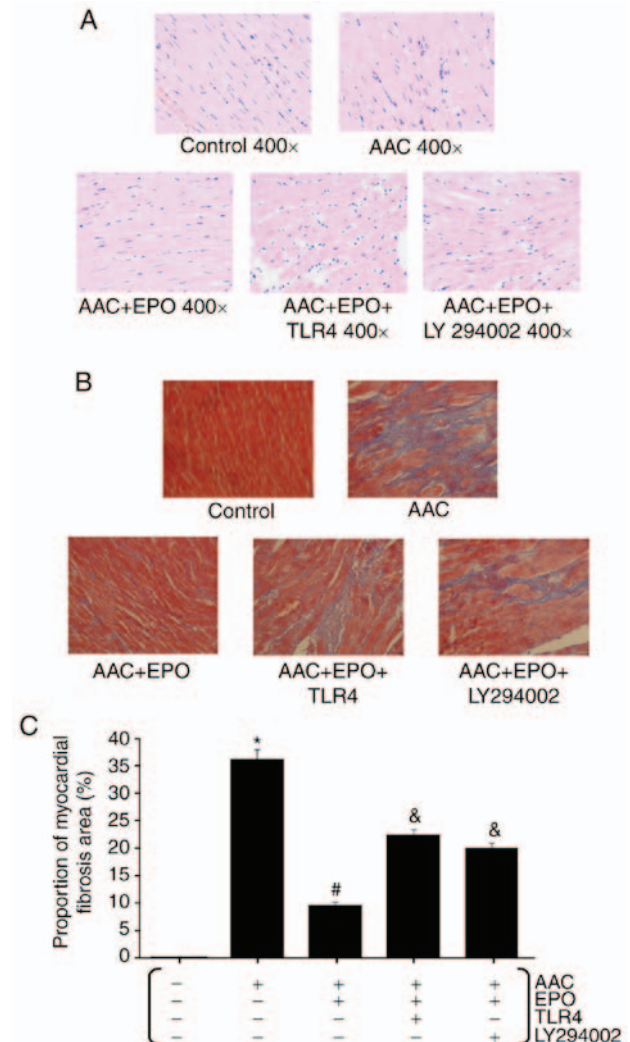 A
Control 400×
AAC 400×
AAC+EPO 400×
AAC+EPO+
TLR4 400×
AAC+EPO+
LY 294002 400×
B
Control
AAC
AAC+EPO
AAC+EPO+
TLR4
AAC+EPO+
LY294002
C
Proportion of myocardial
fibrosis area (%)
40
35
30
25
20
15
10
5
0
*
#
&
&
– + + + + AAC
– – + + + EPO
– – – + – TLR4
– – – – + LY294002